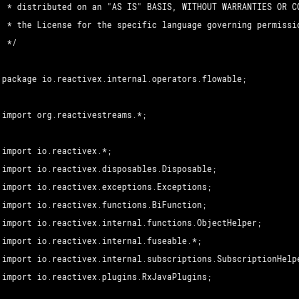 * distributed on an "AS IS" BASIS, WITHOUT WARRANTIES OR
* the License for the specific language governing
*/
package io.reactivex.internal.operators.flowable;
import org.reactivestreams.*;
import io.reactivex.*;
import io.reactivex.disposables.Disposable;
import io.reactivex.exceptions.Exceptions;
import io.reactivex.functions.BiFunction;
import io.reactivex.internal.functions.ObjectHelper;
import io.reactivex.internal.fuseable.*;
import io.reactivex.internal.subscriptions.SubscriptionHelpe
import io.reactivex.plugins.RxJavaPlugins;